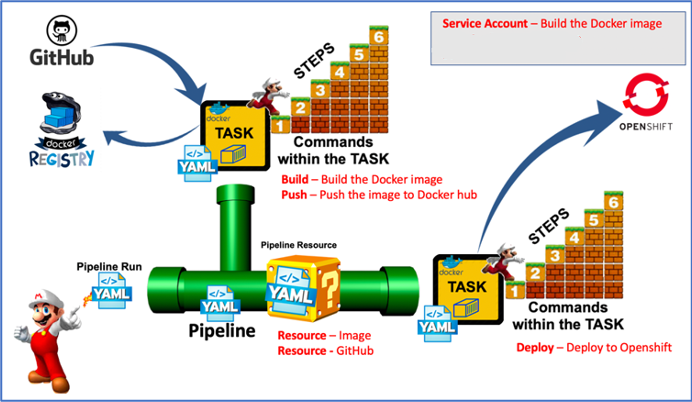 Service Account – Build the Docker image
GitHub
docker
REGISTRY
docker
TASK
</>
YAML
STEPS
1
2
3
4
5
6
Commands
within the TASK
Build – Build the Docker image
Push – Push the image to Docker hub
OPENSHIFT
Pipeline Run
</>
YAML
</>
YAML
Pipeline
Pipeline Resource
</>
YAML
?
Resource – Image
Resource - GitHub
docker
TASK
</>
YAML
STEPS
1
2
3
4
5
6
Commands
within the TASK
Deploy – Deploy to Openshift